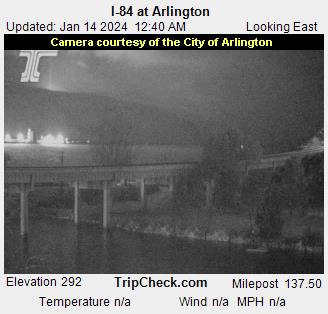 I-84 at Arlington
Updated: Jan 14 2024 12:40 AM Looking East
Camera courtesy of the City of Arlington
Elevation 292 TripCheck.com Milepost 137.50
Temperature n/a Wind n/a MPH n/a